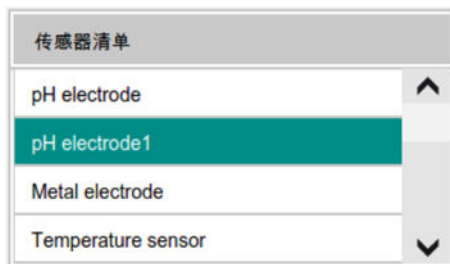 传感器清单
pH electrode
pH electrode1
Metal electrode
Temperature sensor